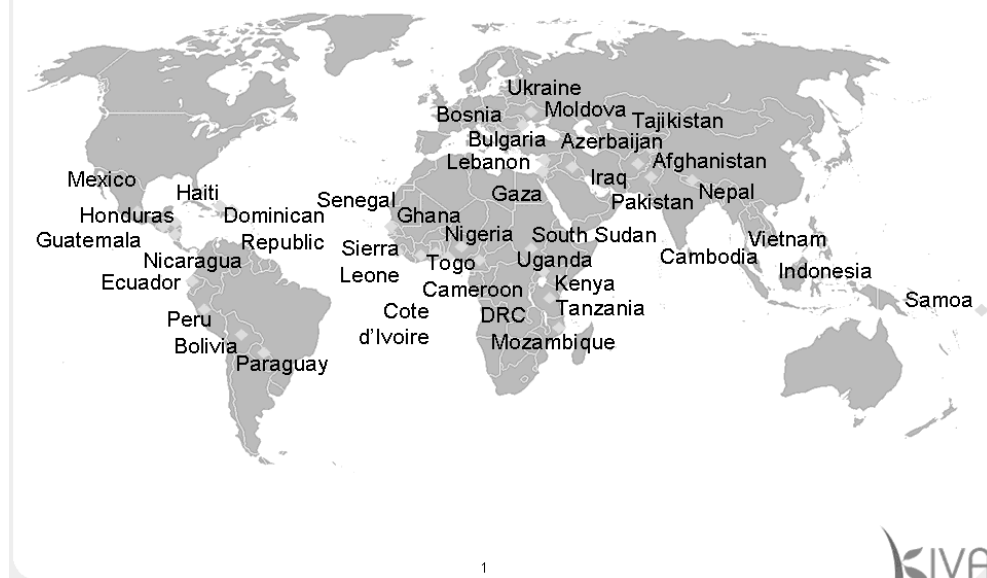 Ukraine
Bosnia
Moldova
Tajikistan
Bulgaria
Azerbaijan
Lebanon
Afghanistan
Iraq
Mexico
Haiti
Senegal
Gaza
Pakistan
Nepal
Honduras
Dominican
Republic
Ghana
Guatemala
Nigeria
South Sudan
Vietnam
Sierra
Leone
Nicaragua
Togo
Uganda
Cambodia
Indonesia
Ecuador
Cameroon
Kenya
Samoa
Peru
Cote
d'Ivoire
DRC
Tanzania
Bolivia
Mozambique
Paraguay
1
KIVA